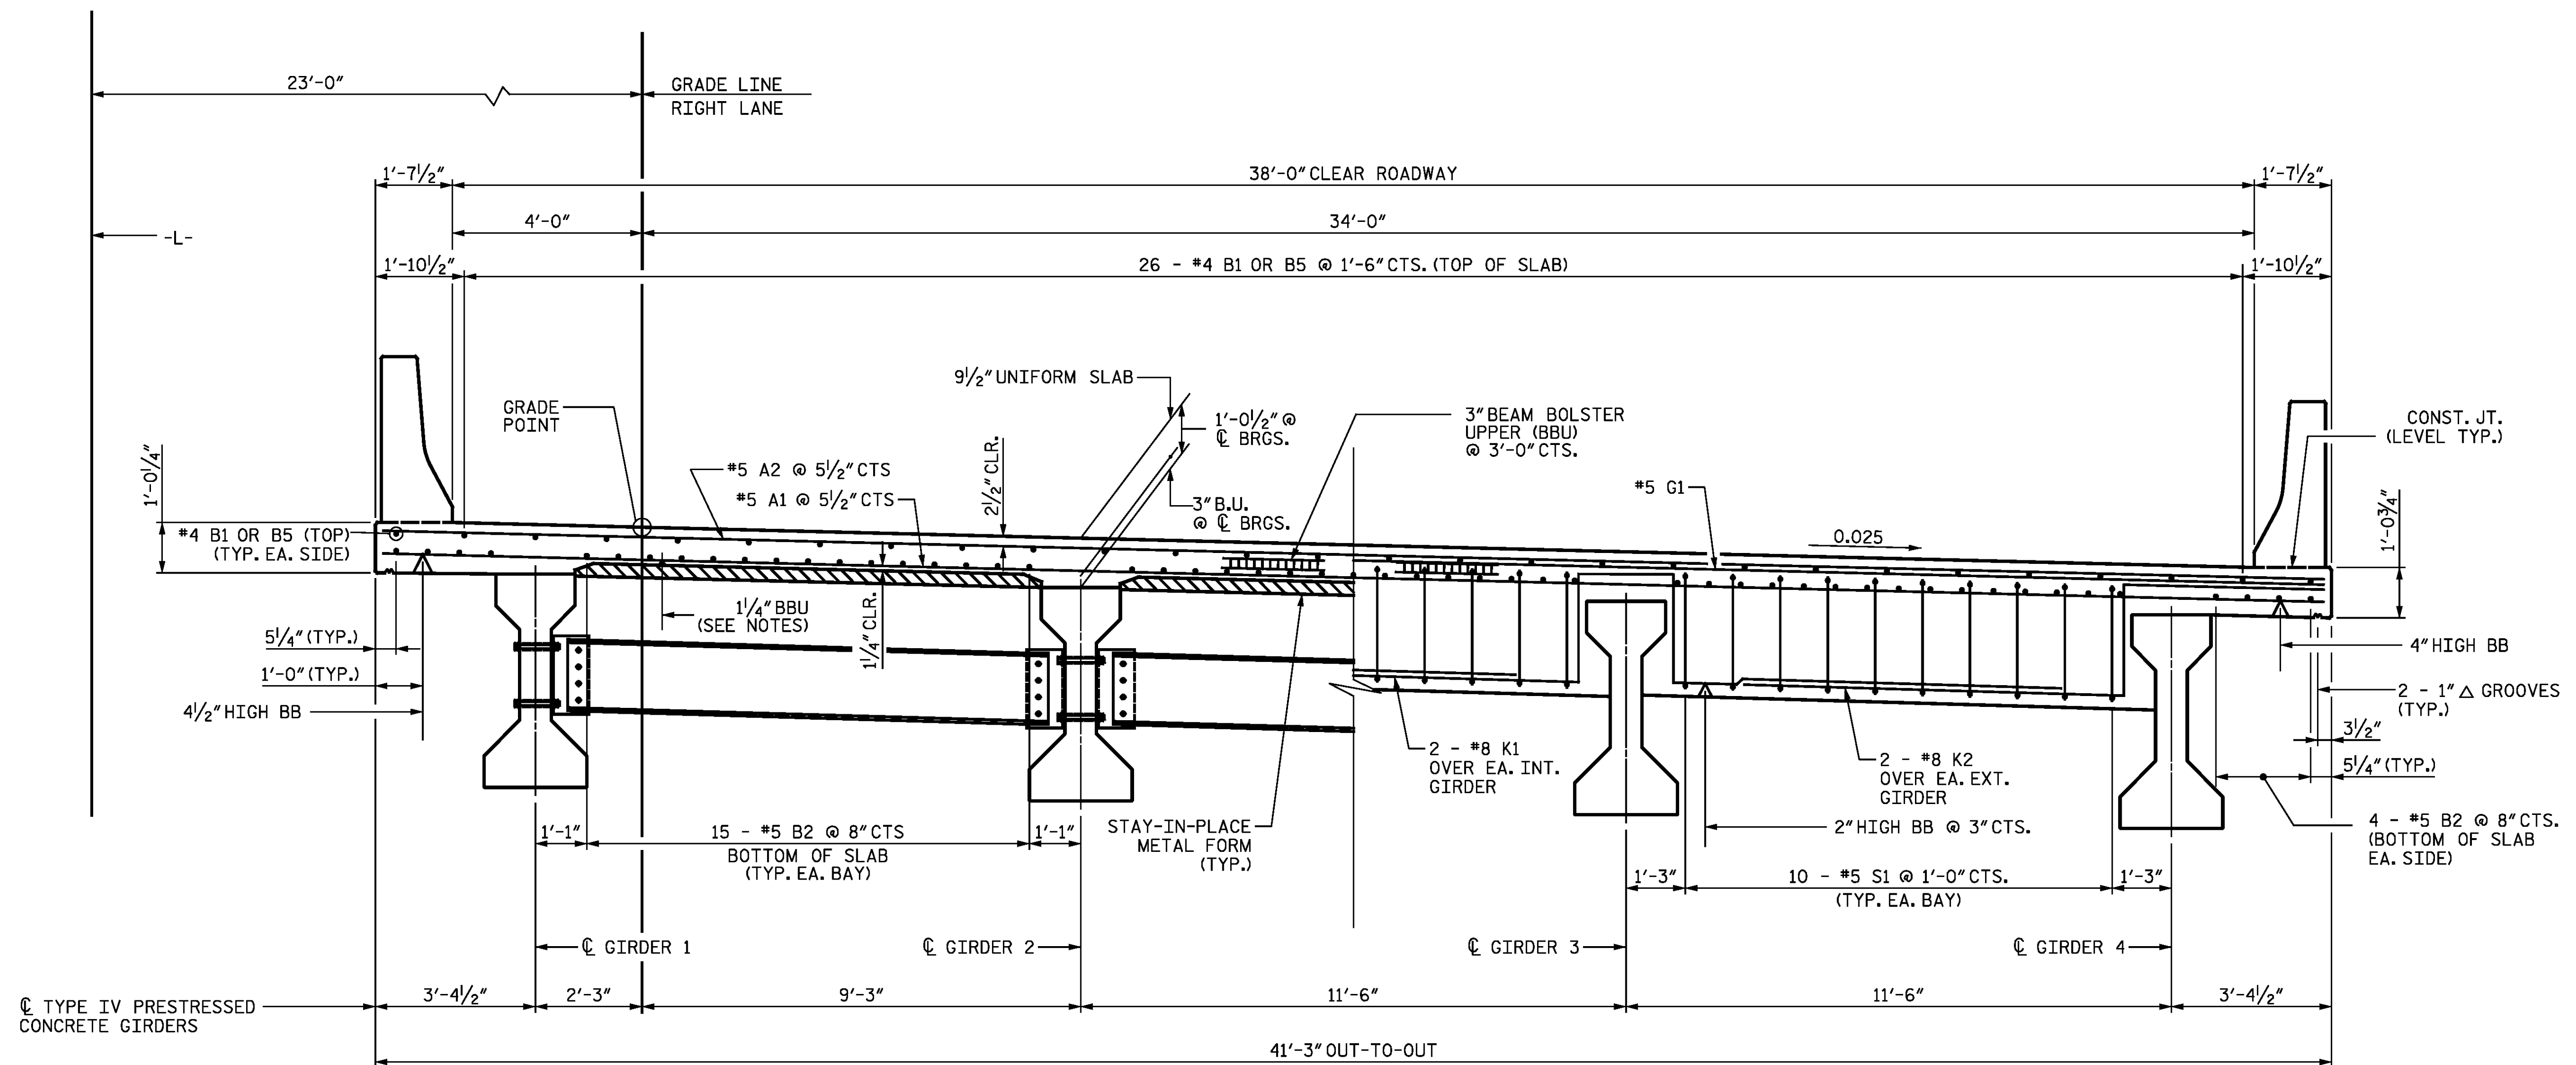 23'-0"
GRADE LINE
RIGHT LANE
1'-7½"
38'-0" CLEAR ROADWAY
1'-7½"
4'-0"
34'-0"
-L-
1'-10½"
26 - #4 B1 OR B5 @ 1'-6" CTS. (TOP OF SLAB)
1'-10½"
9½" UNIFORM SLAB
GRADE
POINT
1'-0½" @
℄ BRGS.
3" BEAM BOLSTER
UPPER (BBU)
@ 3'-0" CTS.
CONST. JT.
(LEVEL TYP.)
1'-0¼"
#5 A2 @ 5½" CTS
#5 A1 @ 5½" CTS
2½" CLR.
3" B.U.
@ ℄ BRGS.
#5 G1
0.025
1'-0¾"
#4 B1 OR B5 (TOP)
(TYP. EA. SIDE)
1¼" BBU
(SEE NOTES)
1¼" CLR.
5¼" (TYP.)
1'-0" (TYP.)
4½" HIGH BB
4" HIGH BB
2 - 1" △ GROOVES
(TYP.)
3½"
5¼" (TYP.)
2 - #8 K1
OVER EA. INT.
GIRDER
2 - #8 K2
OVER EA. EXT.
GIRDER
1'-1"
15 - #5 B2 @ 8" CTS
BOTTOM OF SLAB
(TYP. EA. BAY)
1'-1"
STAY-IN-PLACE
METAL FORM
(TYP.)
2" HIGH BB @ 3" CTS.
4 - #5 B2 @ 8" CTS.
(BOTTOM OF SLAB
EA. SIDE)
1'-3"
10 - #5 S1 @ 1'-0" CTS.
(TYP. EA. BAY)
1'-3"
℄ GIRDER 1
℄ GIRDER 2
℄ GIRDER 3
℄ GIRDER 4
℄ TYPE IV PRESTRESSED
CONCRETE GIRDERS
3'-4½"
2'-3"
9'-3"
11'-6"
11'-6"
3'-4½"
41'-3" OUT-TO-OUT